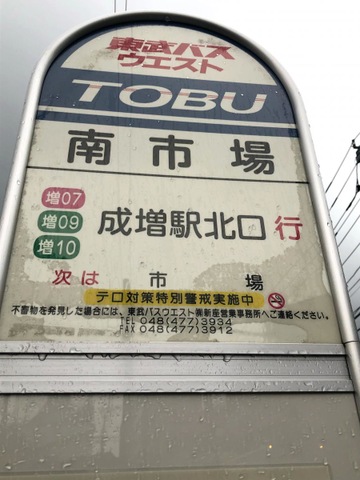 東武バス
ウエスト
TOBU
南市場
増07
増09
増10
成増駅北口行
次は 市場
テロ対策特別警戒実施中
不審物を発見した場合には、東武バスウエスト㈱新座営業事務所へご連絡ください。
TEL 048(477)3934
FAX 048(477)3912